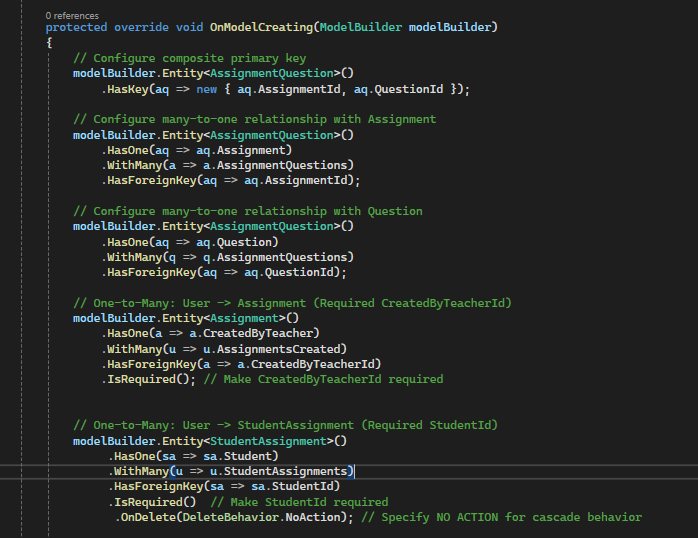 0 references
protected override void OnModelCreating(ModelBuilder modelBuilder)
{
// Configure composite primary key
modelBuilder.Entity<AssignmentQuestion>()
.HasKey(aq => new { aq.AssignmentId, aq.QuestionId });
// Configure many-to-one relationship with Assignment
modelBuilder.Entity<AssignmentQuestion>()
.HasOne(aq => aq.Assignment)
.WithMany(a => a.AssignmentQuestions)
.HasForeignKey(aq => aq.AssignmentId);
// Configure many-to-one relationship with Question
modelBuilder.Entity<AssignmentQuestion>()
.HasOne(aq => aq.Question)
.WithMany(q => q.AssignmentQuestions)
.HasForeignKey(aq => aq.QuestionId);
// One-to-Many: User -> Assignment (Required CreatedByTeacherId)
modelBuilder.Entity<Assignment>()
.HasOne(a => a.CreatedByTeacher)
.WithMany(u => u.AssignmentsCreated)
.HasForeignKey(a => a.CreatedByTeacherId)
.IsRequired(); // Make CreatedByTeacherId required
// One-to-Many: User -> StudentAssignment (Required StudentId)
modelBuilder.Entity<StudentAssignment>()
.HasOne(sa => sa.Student)
.WithMany(u => u.StudentAssignments)
.HasForeignKey(sa => sa.StudentId)
.IsRequired() // Make StudentId required
.OnDelete(DeleteBehavior.NoAction); // Specify NO ACTION for cascade behavior